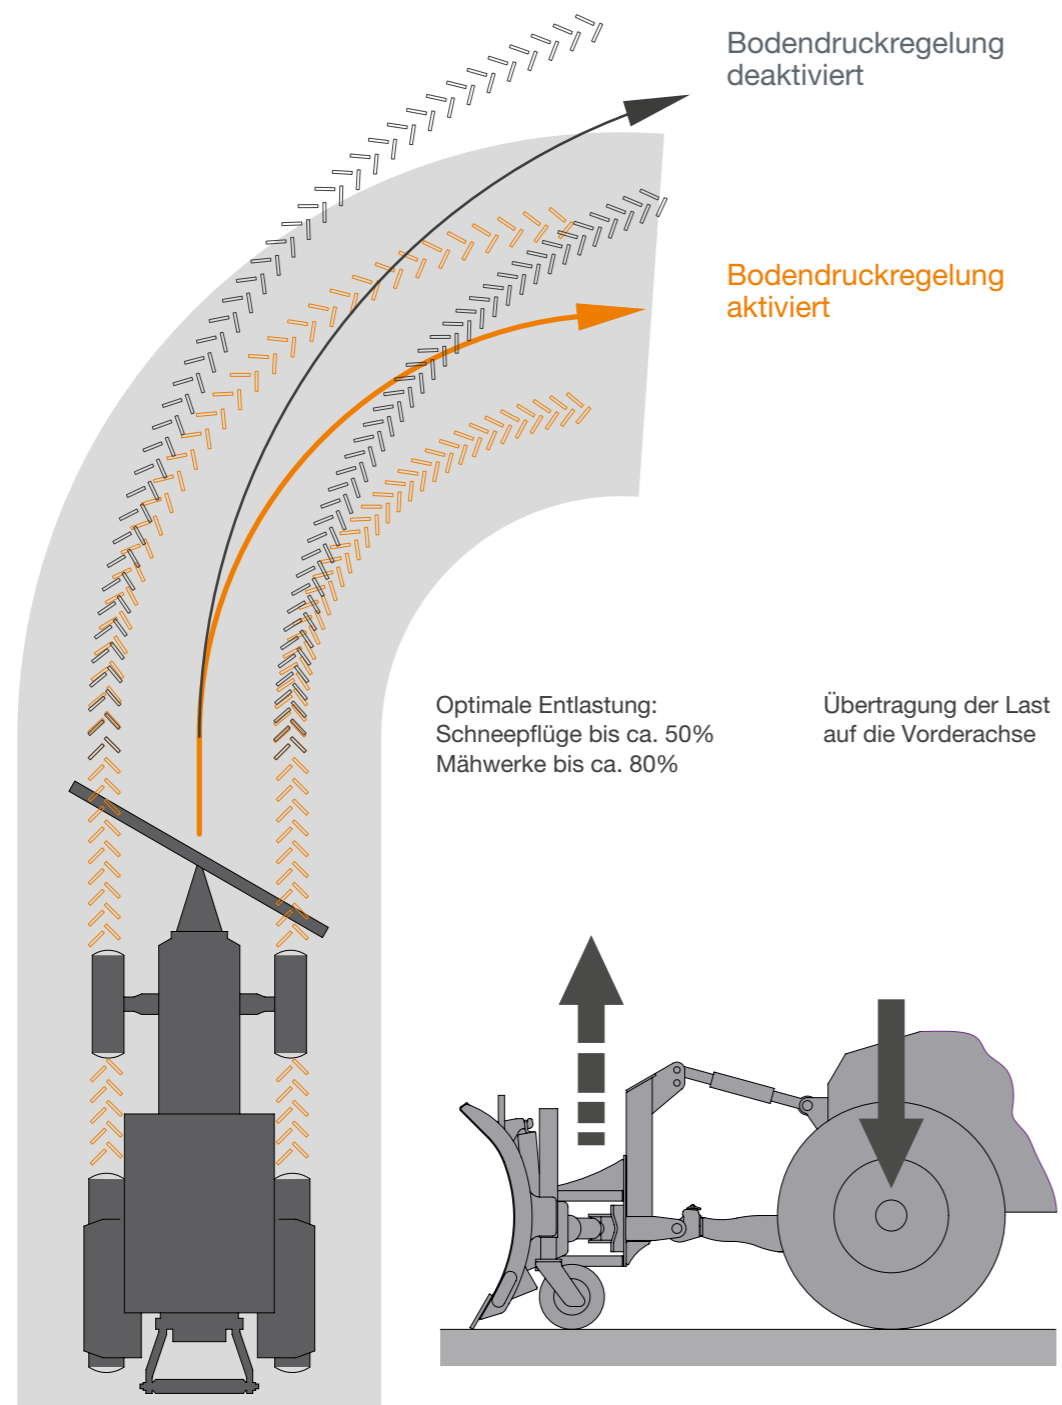 Bodendruckregelung
deaktiviert
Bodendruckregelung
aktiviert
Optimale Entlastung:
Schneepflüge bis ca. 50%
Mähwerke bis ca. 80%
Übertragung der Last
auf die Vorderachse